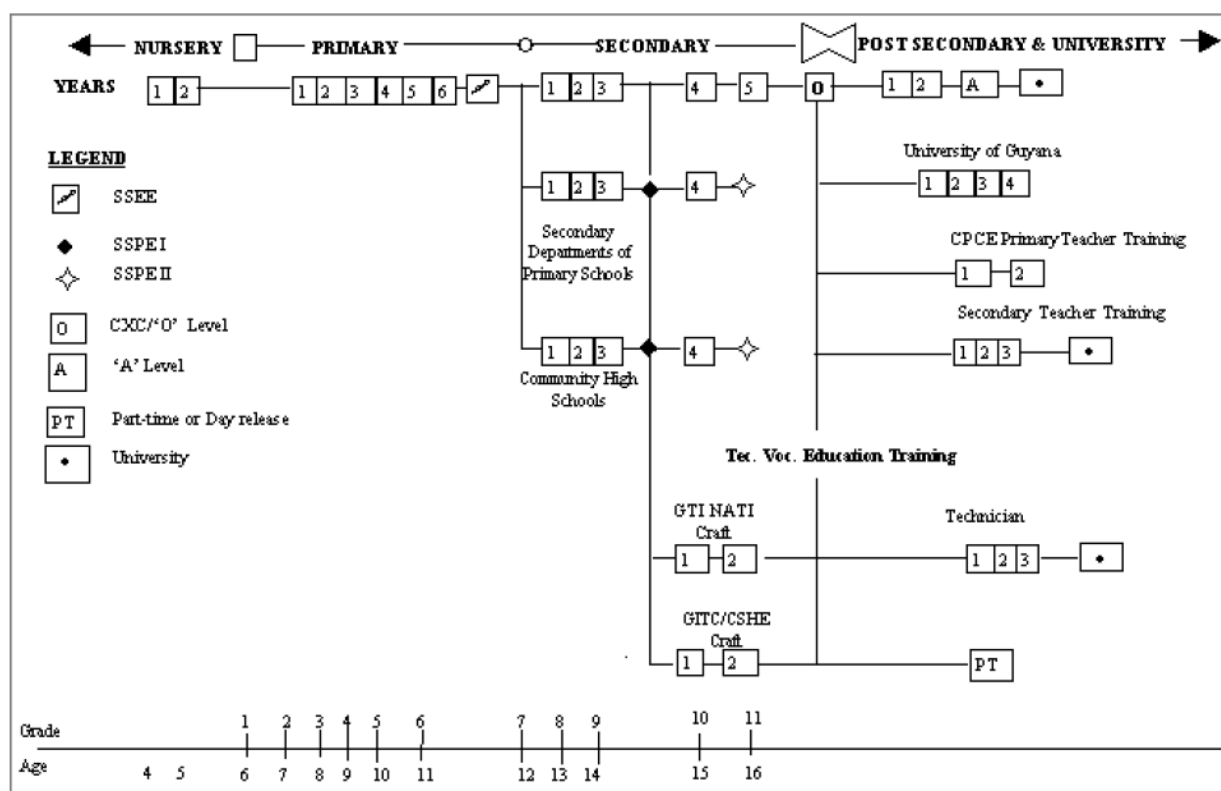 NURSERY PRIMARY SECONDARY POST SECONDARY & UNIVERSITY
YEARS 1 2 1 2 3 4 5 6 1 2 3 4 5 O 1 2 A
LEGEND
SSEE
SSPE I
SSPE II
O CXC/'O' Level
A 'A' Level
PT Part-time or Day release
University
1 2 3 4
Secondary
Departments of
Primary Schools
1 2 3 4
Community High
Schools
University of Guyana
1 2 3 4
CPCE Primary Teacher Training
1 2
Secondary Teacher Training
1 2 3
Tec. Voc. Education Training
GTI NATI
Craft
1 2
Technician
1 2 3
GITC/CSHE
Craft
1 2
PT
Grade 1 2 3 4 5 6 7 8 9 10 11
Age 4 5 6 7 8 9 10 11 12 13 14 15 16